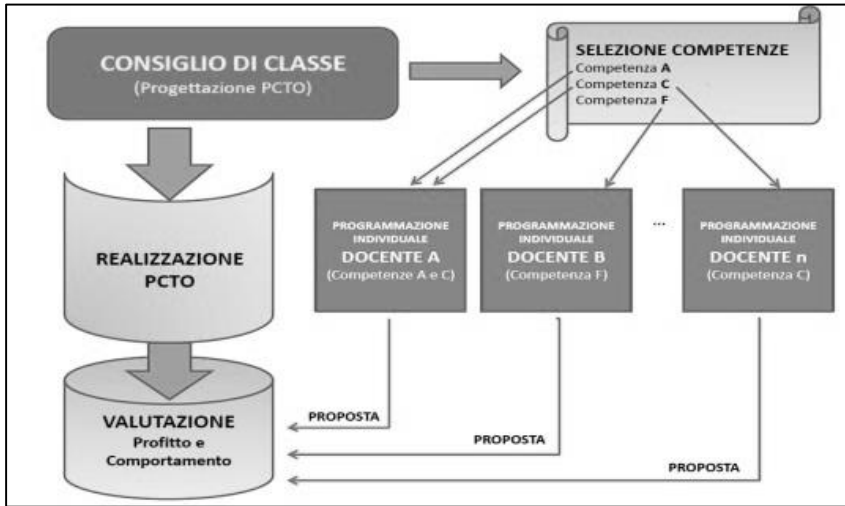 CONSIGLIO DI CLASSE
(Progettazione PCTO)
SELEZIONE COMPETENZE
Competenza A
Competenza C
Competenza F
REALIZZAZIONE
PCTO
PROGRAMMAZIONE
INDIVIDUALE
DOCENTE A
(Competenze A e C)
PROGRAMMAZIONE
INDIVIDUALE
DOCENTE B
(Competenza F)
...
PROGRAMMAZIONE
INDIVIDUALE
DOCENTE n
(Competenza C)
VALUTAZIONE
Profitto e
Comportamento
PROPOSTA
PROPOSTA
PROPOSTA